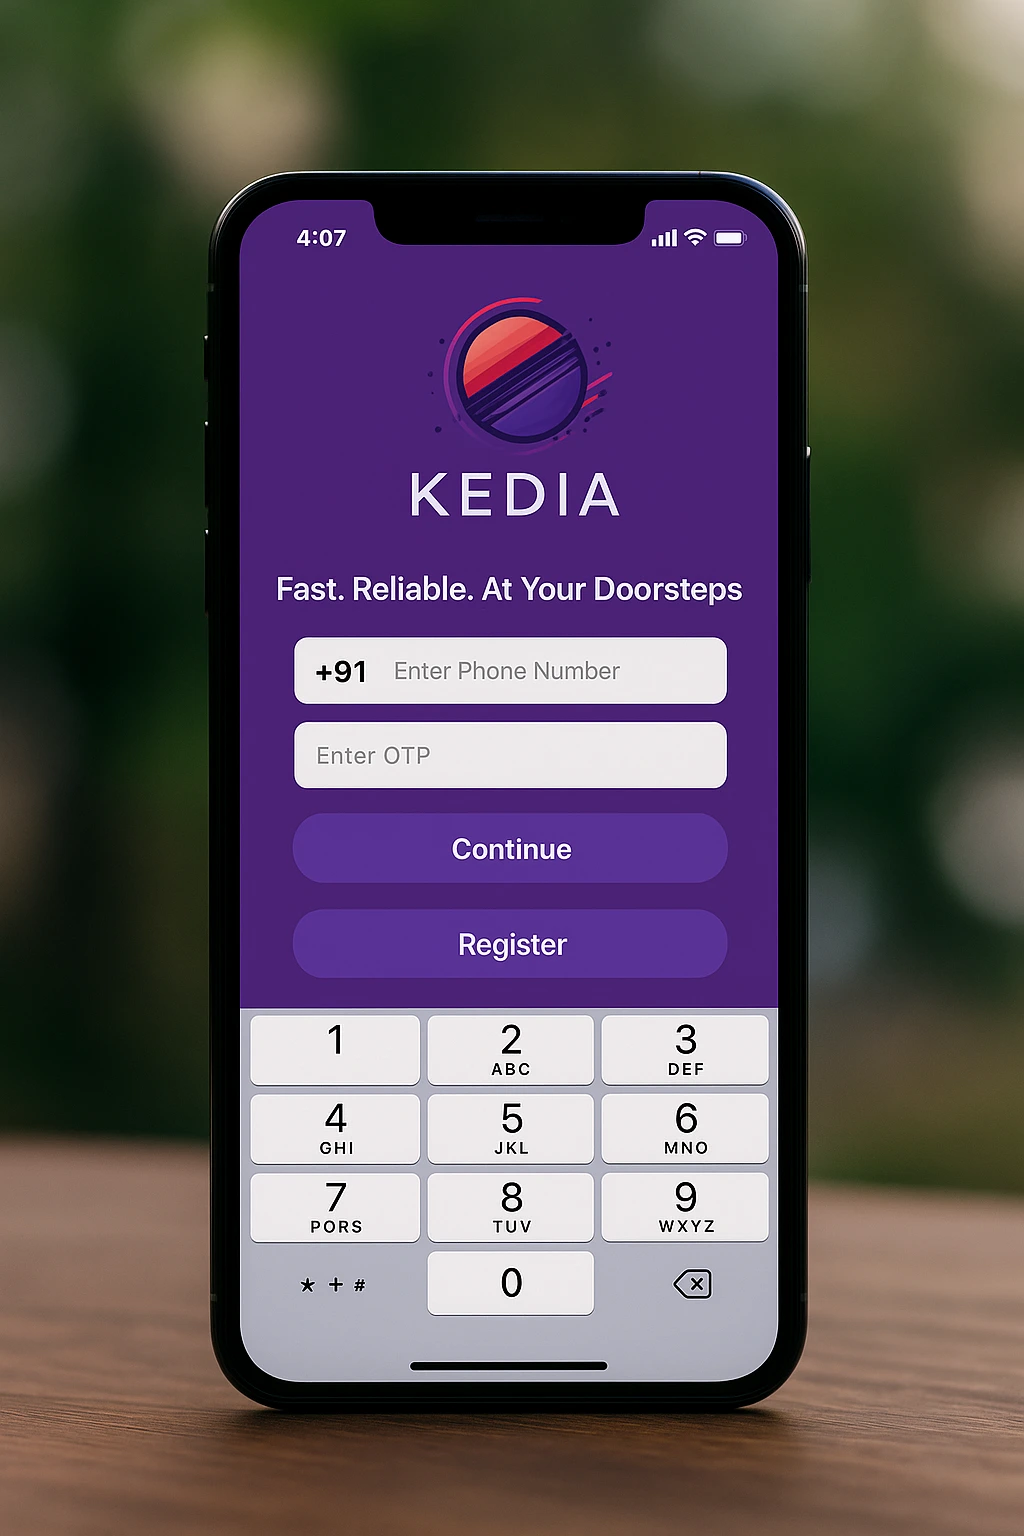 4:07
KEDIA
Fast. Reliable. At Your Doorsteps
+91 Enter Phone Number
Enter OTP
Continue
Register
1 2 3
ABC DEF
4 5 6
GHI JKL MNO
7 8 9
PORS TUV WXYZ
* + # 0